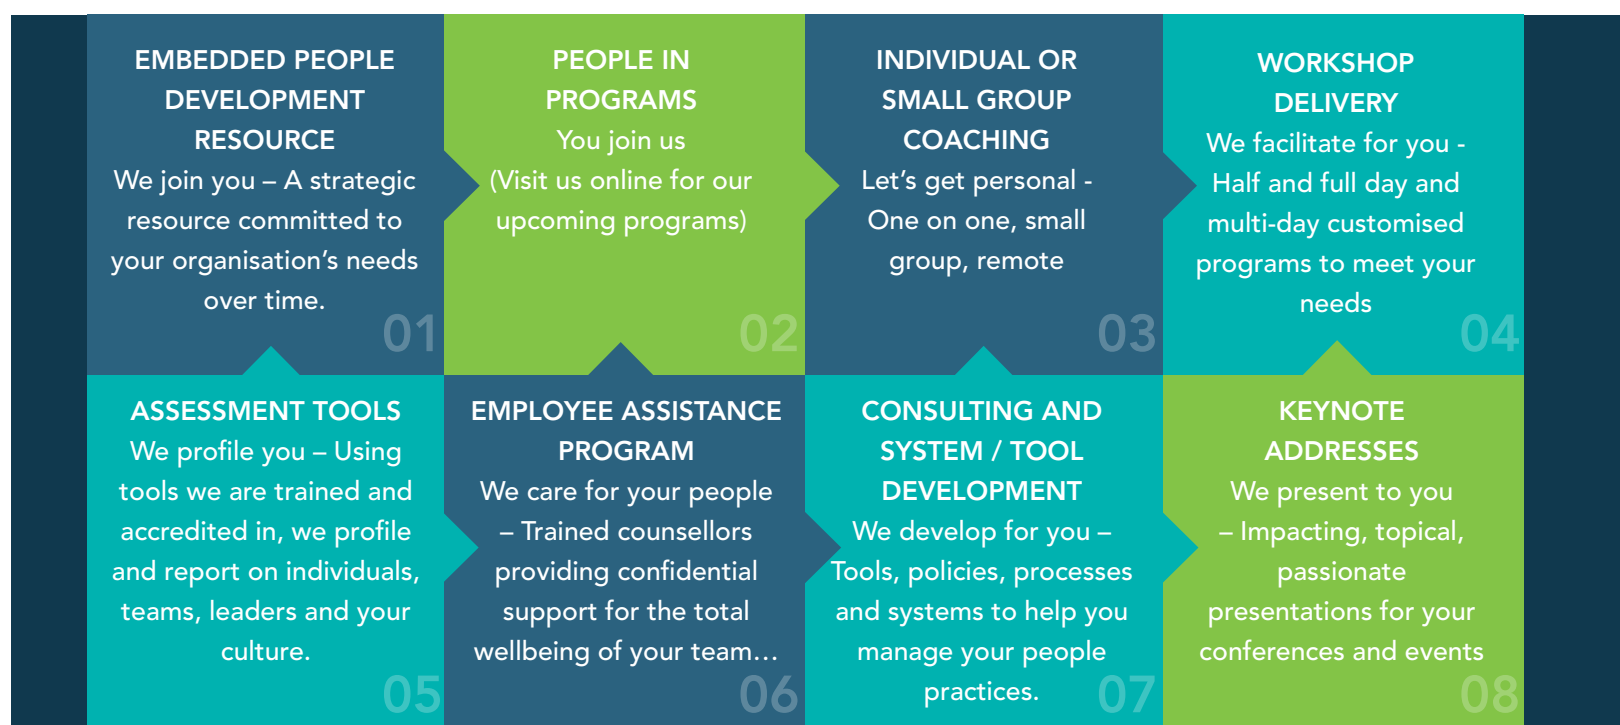 EMBEDDED PEOPLE
DEVELOPMENT
RESOURCE
We join you – A strategic
resource committed to
your organisation’s needs
over time.
01
PEOPLE IN
PROGRAMS
You join us
(Visit us online for our
upcoming programs)
02
INDIVIDUAL OR
SMALL GROUP
COACHING
Let’s get personal -
One on one, small
group, remote
03
WORKSHOP
DELIVERY
We facilitate for you -
Half and full day and
multi-day customised
programs to meet your
needs
04
ASSESSMENT TOOLS
We profile you – Using
tools we are trained and
accredited in, we profile
and report on individuals,
teams, leaders and your
culture.
05
EMPLOYEE ASSISTANCE
PROGRAM
We care for your people
– Trained counsellors
providing confidential
support for the total
wellbeing of your team…
06
CONSULTING AND
SYSTEM / TOOL
DEVELOPMENT
We develop for you –
Tools, policies, processes
and systems to help you
manage your people
practices.
07
KEYNOTE
ADDRESSES
We present to you
– Impacting, topical,
passionate
presentations for your
conferences and events
08